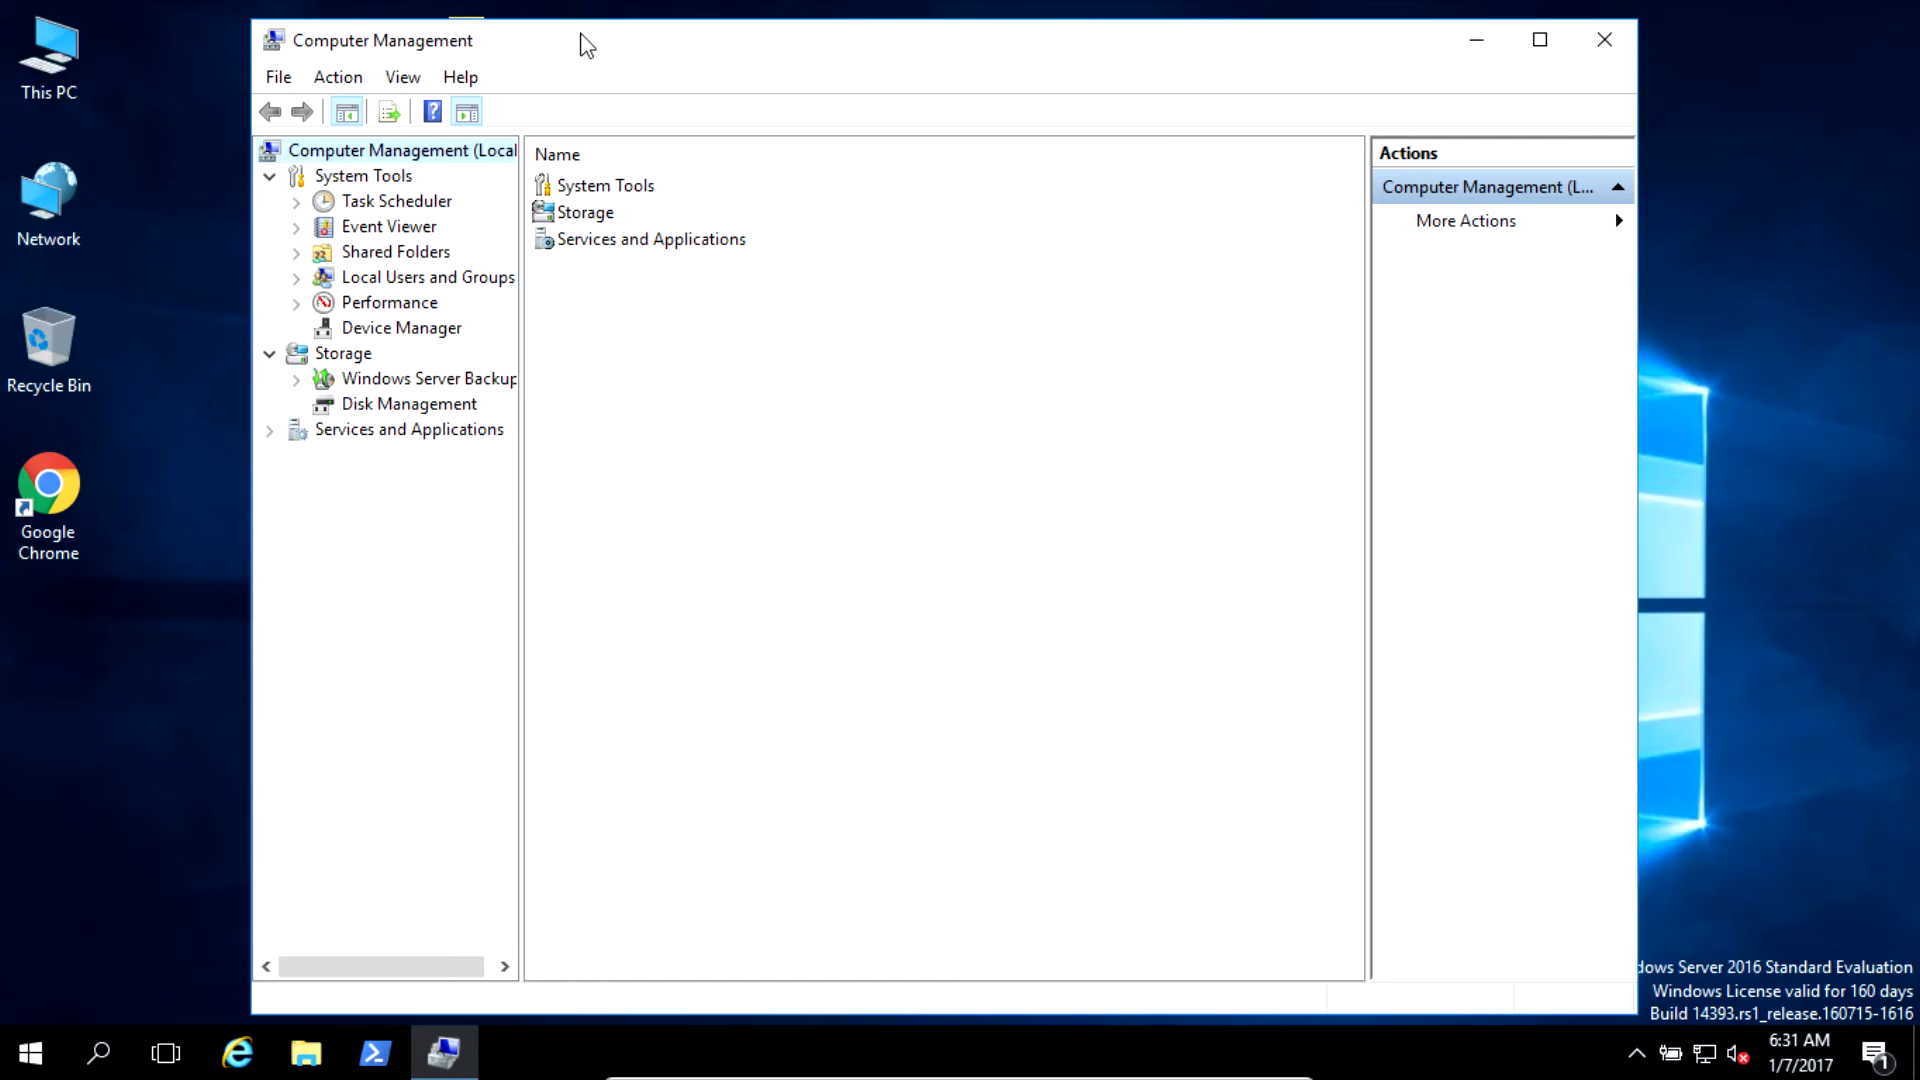 This PC
Network
Recycle Bin
Google
Chrome
Computer Management
File Action View Help
Computer Management (Local
System Tools
Task Scheduler
Event Viewer
Shared Folders
Local Users and Groups
Performance
Device Manager
Storage
Windows Server Backup
Disk Management
Services and Applications
Name
System Tools
Storage
Services and Applications
Actions
Computer Management (L...
More Actions
dows Server 2016 Standard Evaluation
Windows License valid for 160 days
Build 14393.rs1_release.160715-1616
6:31 AM
1/7/2017
1